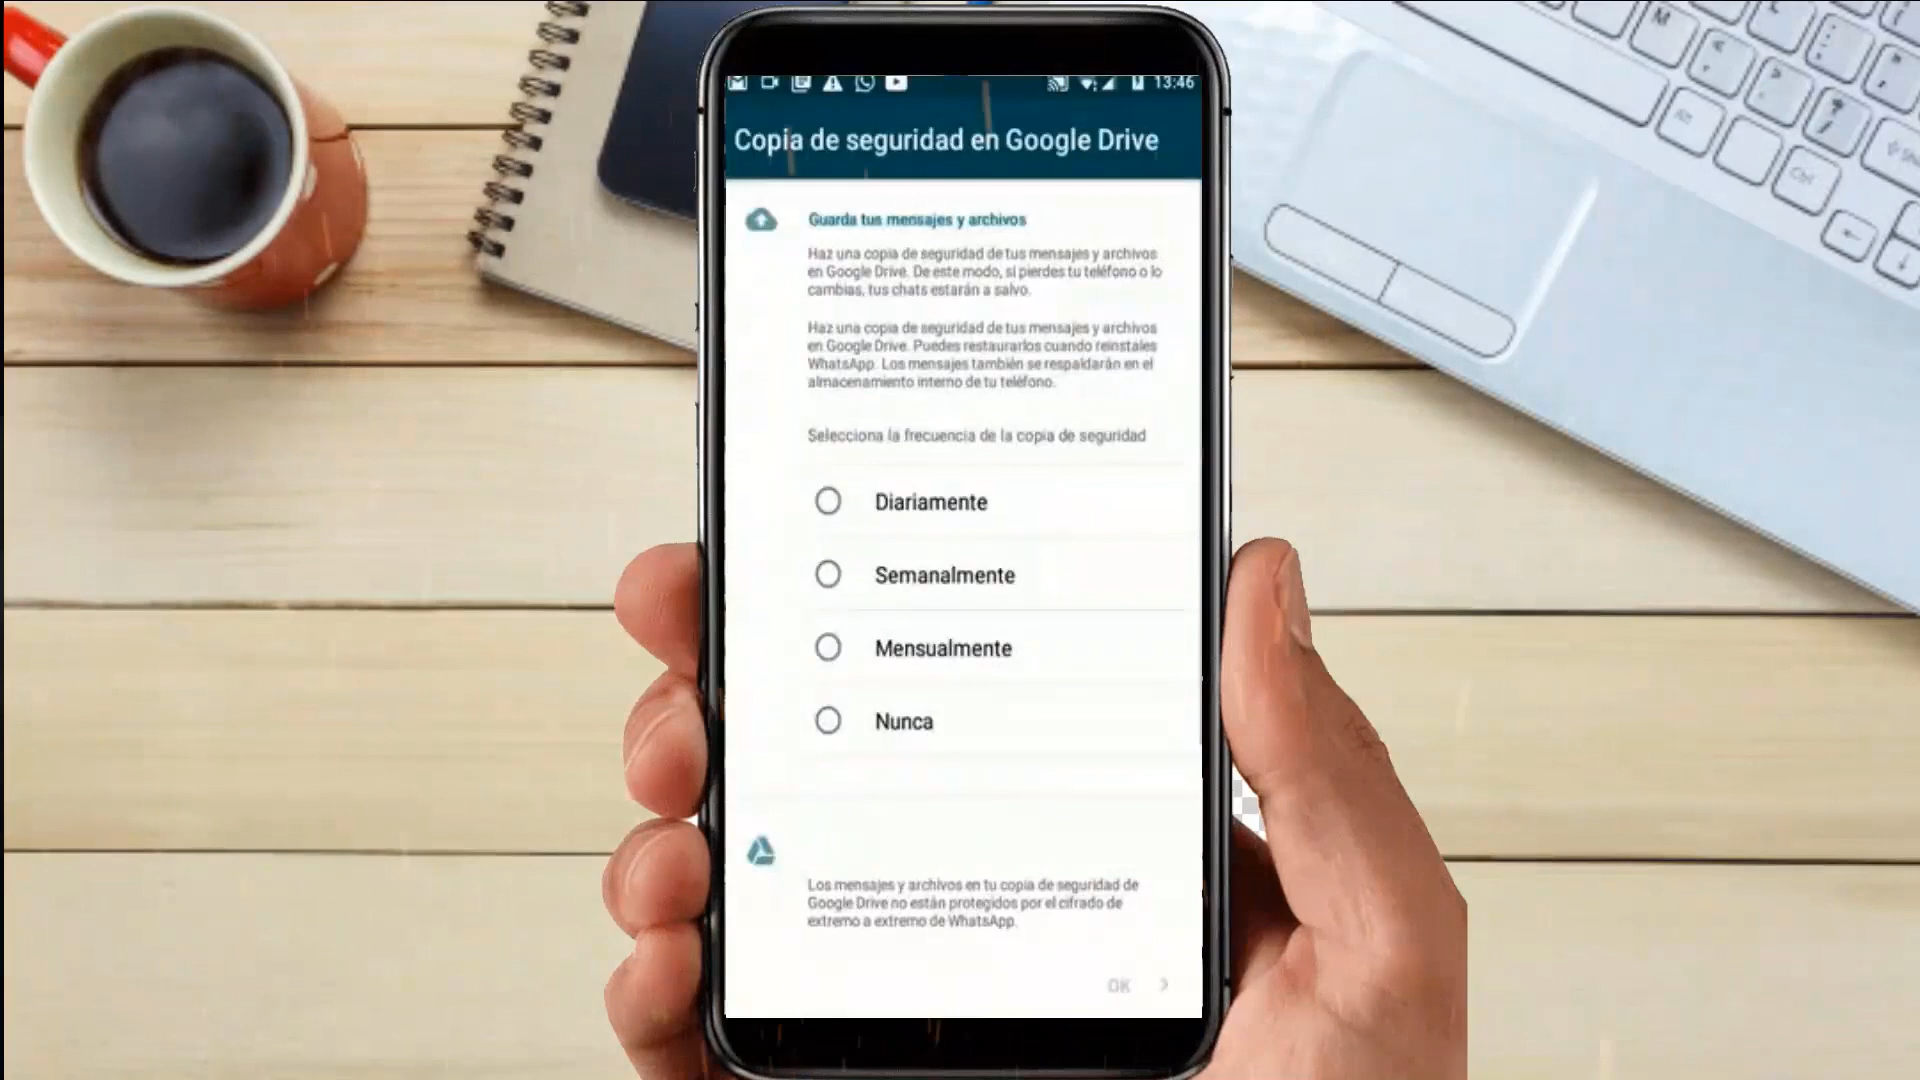 13:46
Copia de seguridad en Google Drive
Guarda tus mensajes y archivos
Haz una copia de seguridad de tus mensajes y archivos
en Google Drive. De este modo, si pierdes tu teléfono o lo
cambias, tus chats estarán a salvo.
Haz una copia de seguridad de tus mensajes y archivos
en Google Drive. Puedes restaurarlos cuando reinstales
WhatsApp. Los mensajes también se respaldarán en el
almacenamiento interno de tu teléfono.
Selecciona la frecuencia de la copia de seguridad
Diariamente
Semanalmente
Mensualmente
Nunca
Los mensajes y archivos en tu copia de seguridad de
Google Drive no están protegidos por el cifrado de
extremo a extremo de WhatsApp.
OK
M
Alt
Ctrl